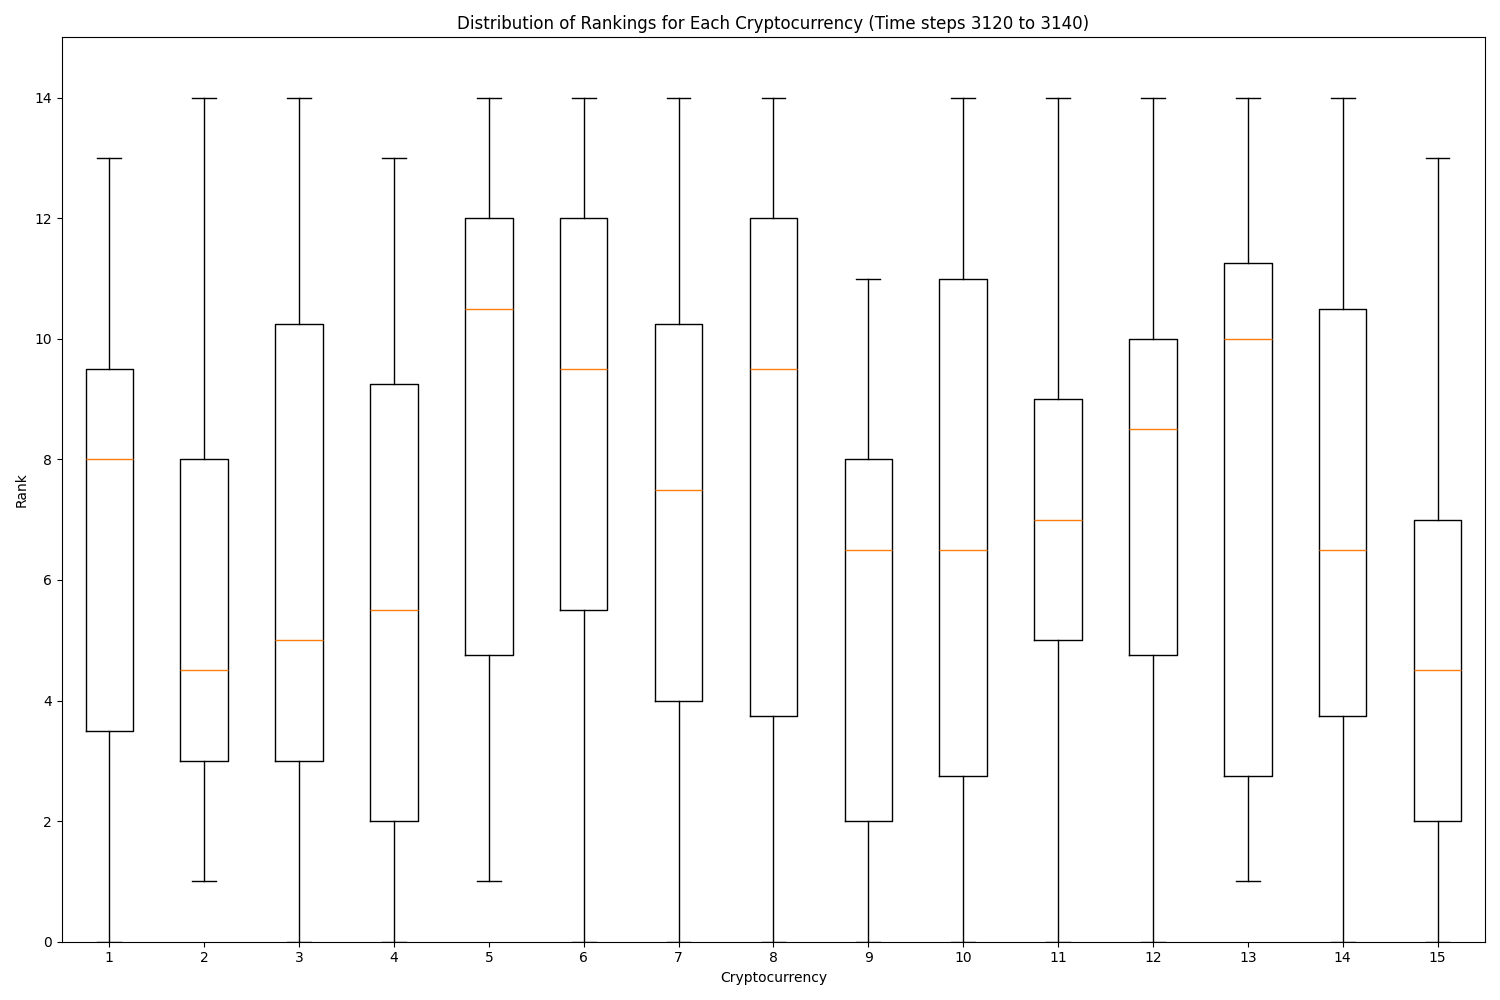 Distribution of Rankings for Each Cryptocurrency (Time steps 3120 to 3140)
Rank
14
12
10
8
6
4
2
0
1 2 3 4 5 6 7 8 9 10 11 12 13 14 15
Cryptocurrency